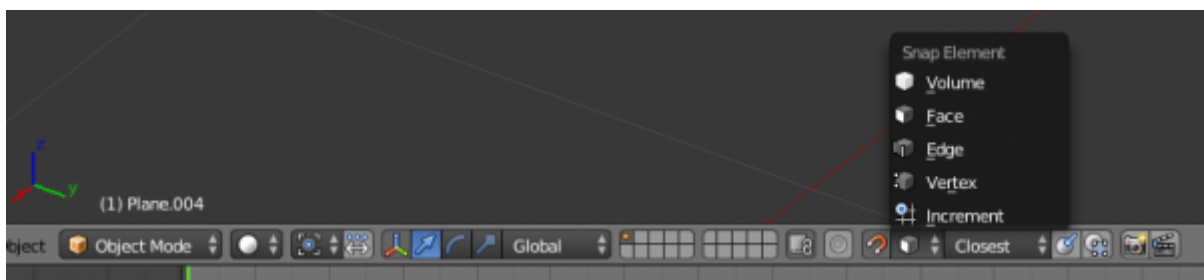 Snap Element
Volume
Face
Edge
Vertex
Increment
z
y
(1) Plane.004
bject Object Mode Global Closest